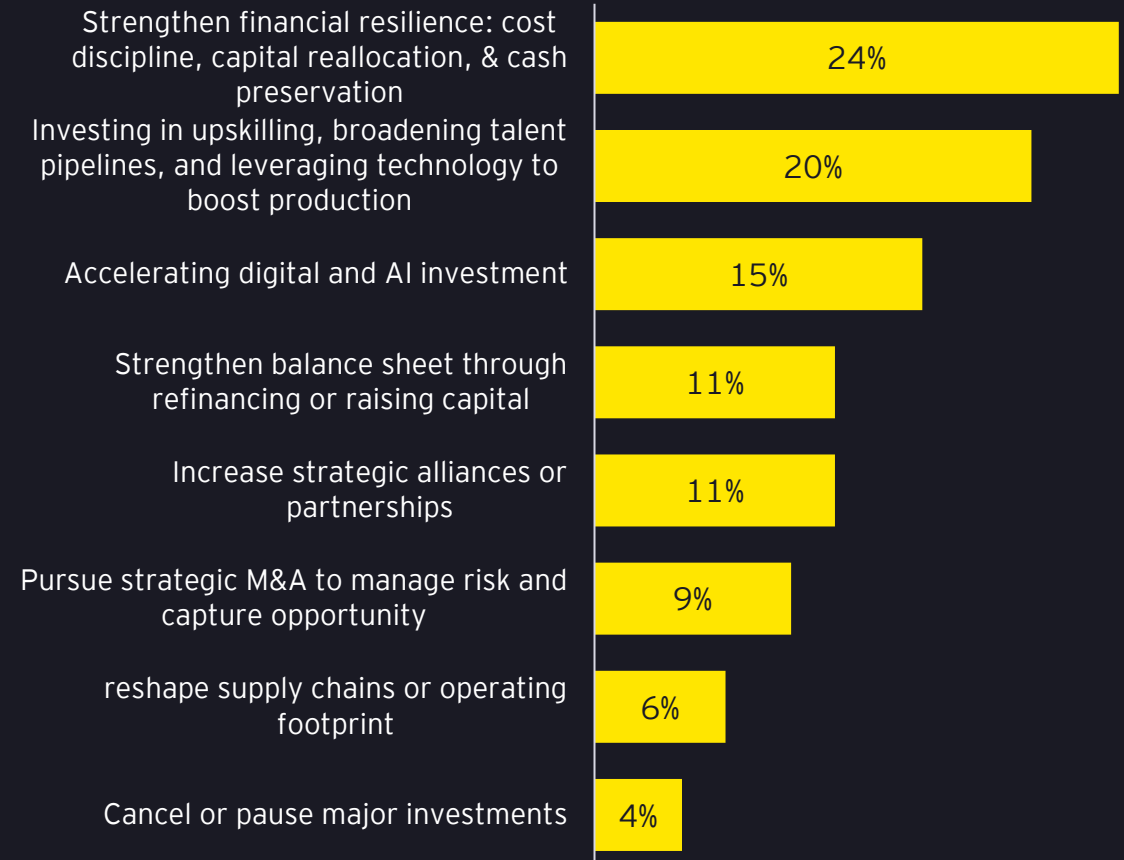 Strengthen financial resilience: cost
discipline, capital reallocation, & cash
preservation
24%
Investing in upskilling, broadening talent
pipelines, and leveraging technology to
boost production
20%
Accelerating digital and AI investment
15%
Strengthen balance sheet through
refinancing or raising capital
11%
Increase strategic alliances or
partnerships
11%
Pursue strategic M&A to manage risk and
capture opportunity
9%
reshape supply chains or operating
footprint
6%
Cancel or pause major investments
4%